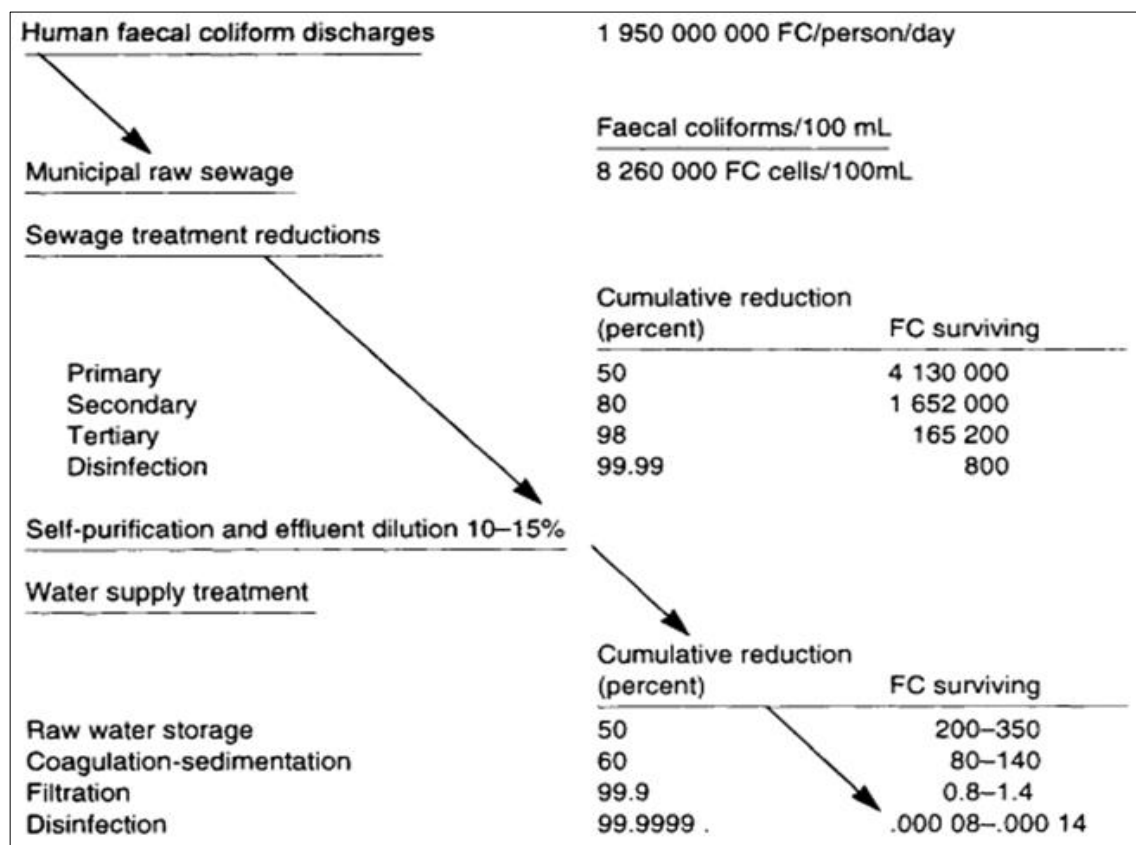 Human faecal coliform discharges 1 950 000 000 FC/person/day
Faecal coliforms/100 mL
Municipal raw sewage 8 260 000 FC cells/100mL
Sewage treatment reductions
Cumulative reduction
(percent) FC surviving
Primary 50 4 130 000
Secondary 80 1 652 000
Tertiary 98 165 200
Disinfection 99.99 800
Self-purification and effluent dilution 10–15%
Water supply treatment
Cumulative reduction
(percent) FC surviving
Raw water storage 50 200–350
Coagulation-sedimentation 60 80–140
Filtration 99.9 0.8–1.4
Disinfection 99.9999 . .000 08–.000 14